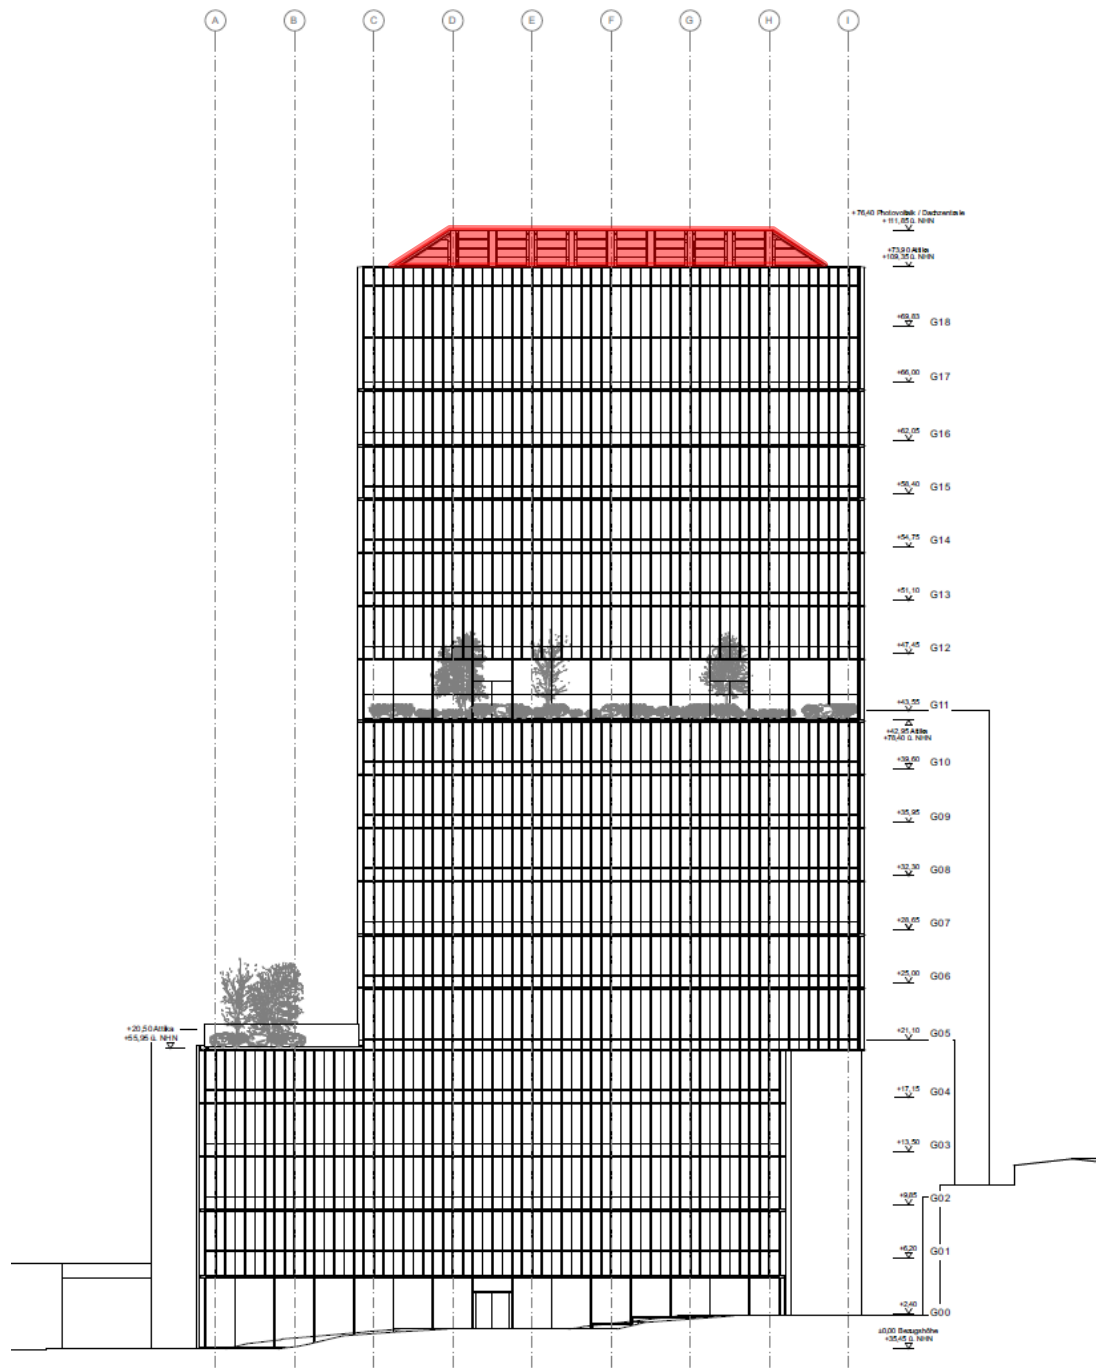 A B C D E F G H I
+76,40 Photovoltaik / Dachzentrale
+111,85 ü. NHN
+73,90 Attika
+109,35 ü. NHN
+69,83 G18
+66,00 G17
+62,05 G16
+58,40 G15
+54,75 G14
+51,10 G13
+47,45 G12
+43,55 G11
+42,95 Attika
+78,40 ü. NHN
+39,60 G10
+35,95 G09
+32,30 G08
+28,65 G07
+25,00 G06
+20,50 Attika
+55,95 ü. NHN
+21,10 G05
+17,15 G04
+13,50 G03
+9,85 G02
+6,20 G01
+2,40 G00
±0,00 Bezugshöhe
+35,45 ü. NHN